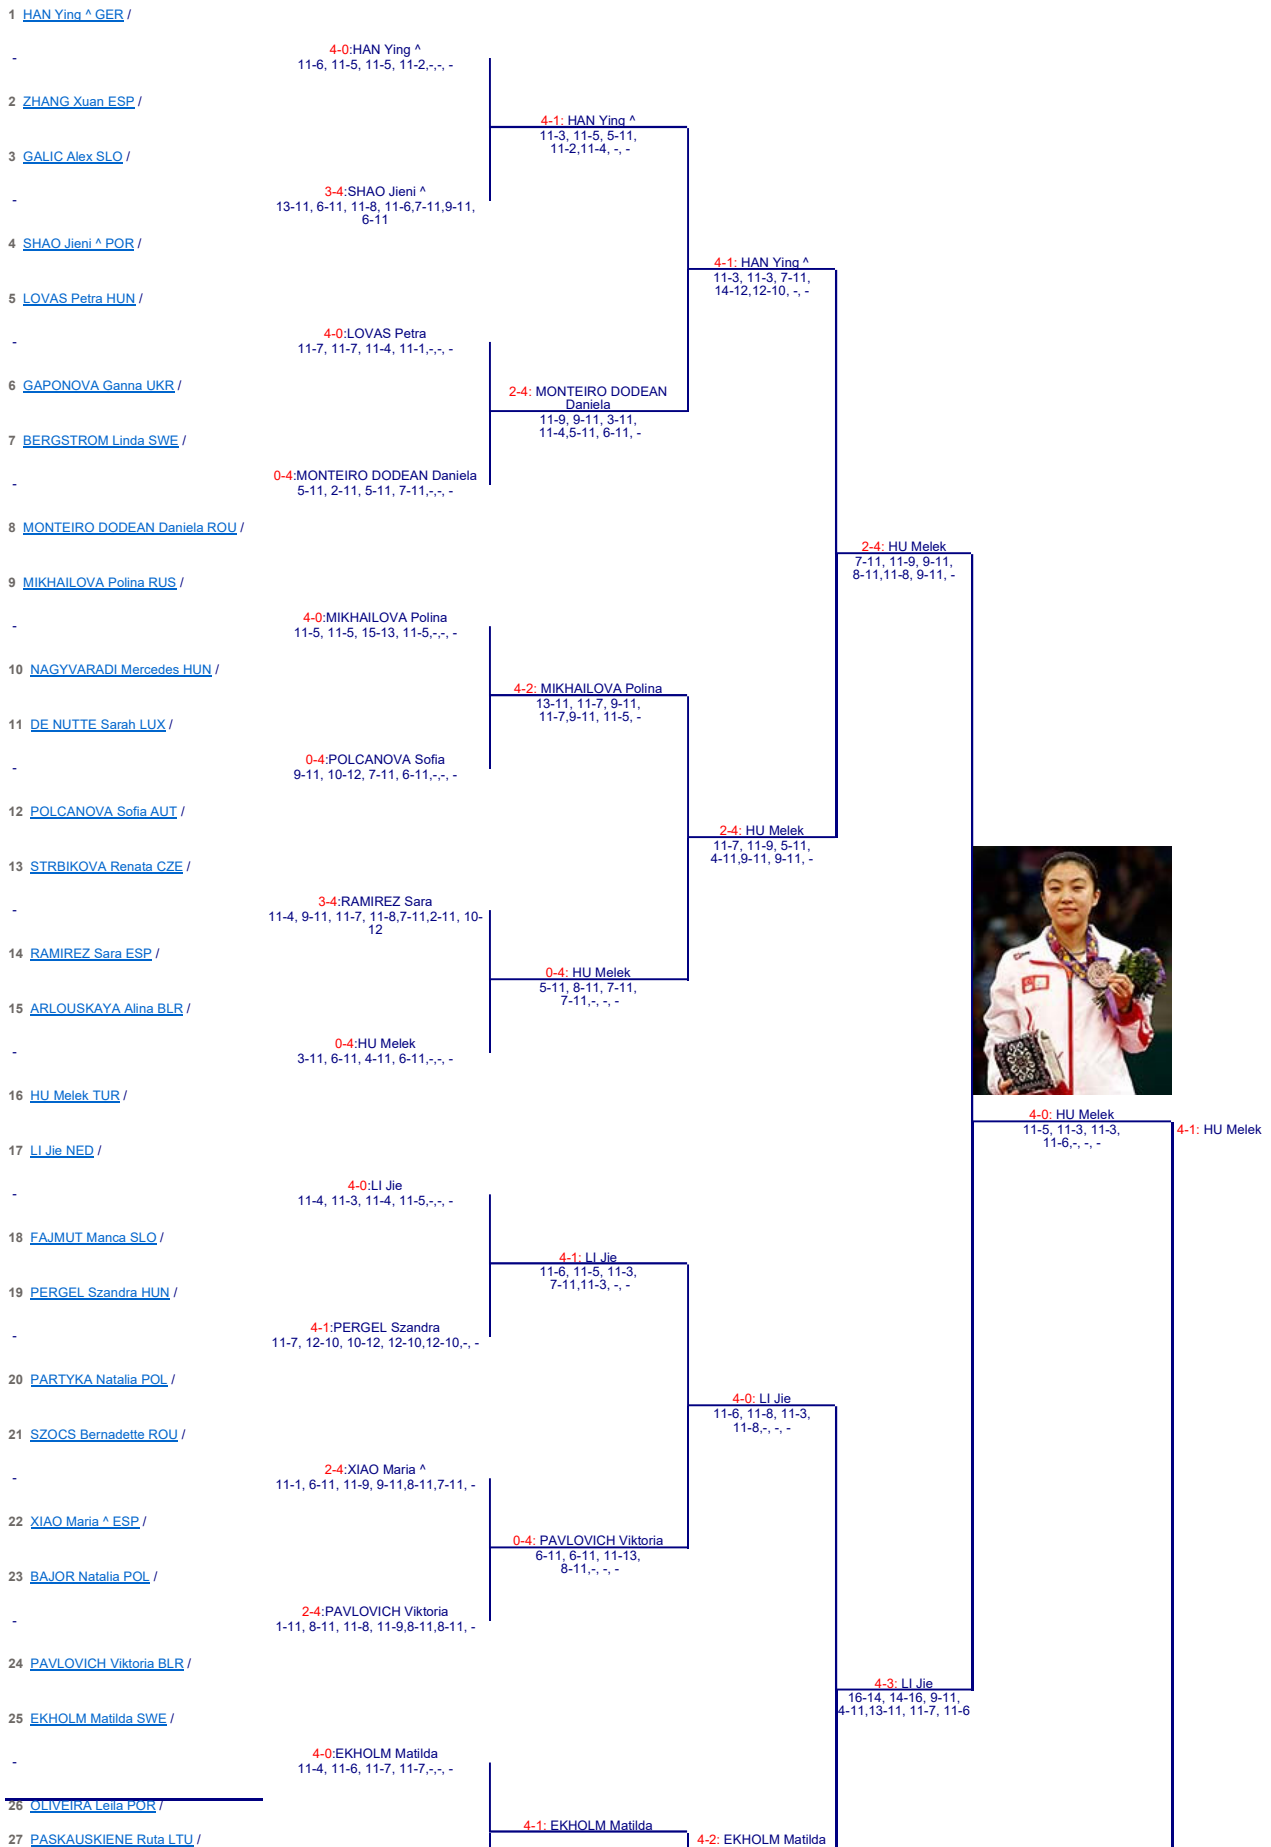 1 HAN Ying ^ GER /
-
4-0:HAN Ying ^
11-6, 11-5, 11-5, 11-2,-,-, -
2 ZHANG Xuan ESP /
4-1: HAN Ying ^
11-3, 11-5, 5-11,
11-2,11-4, -, -
3 GALIC Alex SLO /
-
3-4:SHAO Jieni ^
13-11, 6-11, 11-8, 11-6,7-11,9-11,
6-11
4 SHAO Jieni ^ POR /
4-1: HAN Ying ^
11-3, 11-3, 7-11,
14-12,12-10, -, -
5 LOVAS Petra HUN /
-
4-0:LOVAS Petra
11-7, 11-7, 11-4, 11-1,-,-, -
6 GAPONOVA Ganna UKR /
2-4: MONTEIRO DODEAN
Daniela
11-9, 9-11, 3-11,
11-4,5-11, 6-11, -
7 BERGSTROM Linda SWE /
-
0-4:MONTEIRO DODEAN Daniela
5-11, 2-11, 5-11, 7-11,-,-, -
8 MONTEIRO DODEAN Daniela ROU /
2-4: HU Melek
7-11, 11-9, 9-11,
8-11,11-8, 9-11, -
9 MIKHAILOVA Polina RUS /
-
4-0:MIKHAILOVA Polina
11-5, 11-5, 15-13, 11-5,-,-, -
10 NAGYVARADI Mercedes HUN /
4-2: MIKHAILOVA Polina
13-11, 11-7, 9-11,
11-7,9-11, 11-5, -
11 DE NUTTE Sarah LUX /
-
0-4:POLCANOVA Sofia
9-11, 10-12, 7-11, 6-11,-,-, -
12 POLCANOVA Sofia AUT /
2-4: HU Melek
11-7, 11-9, 5-11,
4-11,9-11, 9-11, -
13 STRBIKOVA Renata CZE /
-
3-4:RAMIREZ Sara
11-4, 9-11, 11-7, 11-8,7-11,2-11, 10-
12
14 RAMIREZ Sara ESP /
0-4: HU Melek
5-11, 8-11, 7-11,
7-11,-, -, -
15 ARLOUSKAYA Alina BLR /
-
0-4:HU Melek
3-11, 6-11, 4-11, 6-11,-,-, -
16 HU Melek TUR /
4-0: HU Melek
11-5, 11-3, 11-3,
11-6,-, -, -
4-1: HU Melek
17 LI Jie NED /
-
4-0:LI Jie
11-4, 11-3, 11-4, 11-5,-,-, -
18 FAJMUT Manca SLO /
4-1: LI Jie
11-6, 11-5, 11-3,
7-11,11-3, -, -
19 PERGEL Szandra HUN /
-
4-1:PERGEL Szandra
11-7, 12-10, 10-12, 12-10,12-10,-, -
20 PARTYKA Natalia POL /
4-0: LI Jie
11-6, 11-8, 11-3,
11-8,-, -, -
21 SZOCS Bernadette ROU /
-
2-4:XIAO Maria ^
11-1, 6-11, 11-9, 9-11,8-11,7-11, -
22 XIAO Maria ^ ESP /
0-4: PAVLOVICH Viktoria
6-11, 6-11, 11-13,
8-11,-, -, -
23 BAJOR Natalia POL /
-
2-4:PAVLOVICH Viktoria
1-11, 8-11, 11-8, 11-9,8-11,8-11, -
24 PAVLOVICH Viktoria BLR /
4-3: LI Jie
16-14, 14-16, 9-11,
4-11,13-11, 11-7, 11-6
25 EKHOLM Matilda SWE /
-
4-0:EKHOLM Matilda
11-4, 11-6, 11-7, 11-7,-,-, -
26 OLIVEIRA Leila POR /
4-1: EKHOLM Matilda
27 PASKAUSKIENE Ruta LTU /
4-2: EKHOLM Matilda